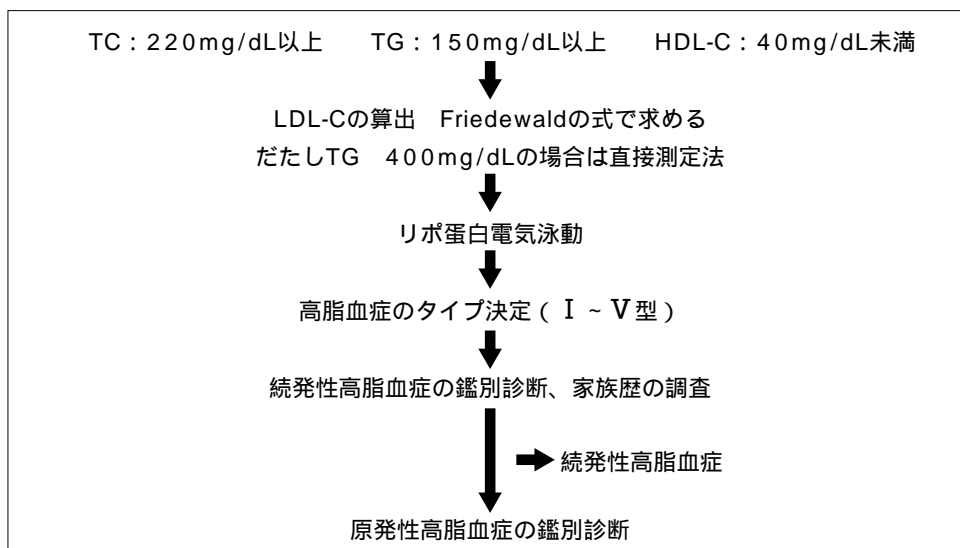 TC：220mg/dL以上　TG：150mg/dL以上　HDL-C：40mg/dL未満
LDL-Cの算出　Friedewaldの式で求める
だたしTG　400mg/dLの場合は直接測定法
リポ蛋白電気泳動
高脂血症のタイプ決定（Ⅰ~Ⅴ型）
続発性高脂血症の鑑別診断、家族歴の調査
続発性高脂血症
原発性高脂血症の鑑別診断